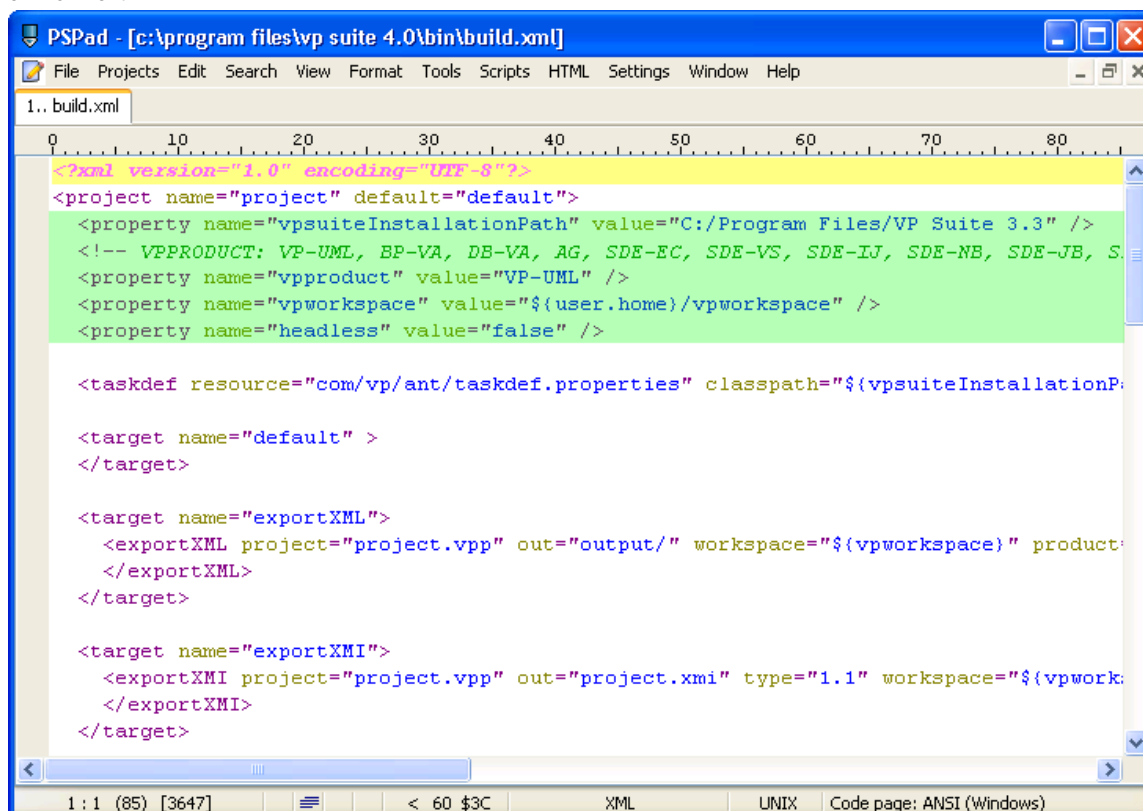 PSPad - [c:\program files\vp suite 4.0\bin\build.xml]
File Projects Edit Search View Format Tools Scripts HTML Settings Window Help
1.. build.xml
0 10 20 30 40 50 60 70 80
<?xml version="1.0" encoding="UTF-8"?>
<project name="project" default="default">
<property name="vpsuiteInstallationPath" value="C:/Program Files/VP Suite 3.3" />
<!-- VPPRODUCT: VP-UML, BP-VA, DB-VA, AG, SDE-EC, SDE-VS, SDE-IJ, SDE-NB, SDE-JB, S
<property name="vpproduct" value="VP-UML" />
<property name="vpworkspace" value="${user.home}/vpworkspace" />
<property name="headless" value="false" />
<taskdef resource="com/vp/ant/taskdef.properties" classpath="${vpsuiteInstallationP
<target name="default" >
</target>
<target name="exportXML">
<exportXML project="project.vpp" out="output/" workspace="${vpworkspace}" product
</exportXML>
</target>
<target name="exportXMI">
<exportXMI project="project.vpp" out="project.xmi" type="1.1" workspace="${vpwork
</exportXMI>
</target>
1 : 1 (85) [3647] < 60 $3C XML UNIX Code page: ANSI (Windows)